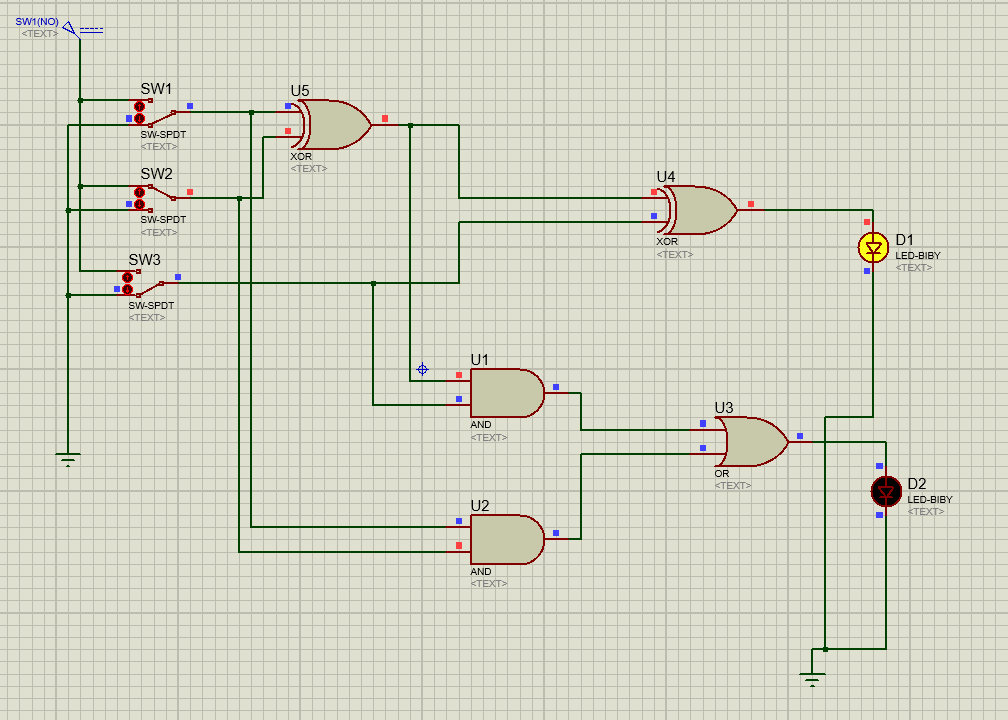 SW1(NO)
<TEXT>
SW1
SW-SPDT
<TEXT>
U5
XOR
<TEXT>
SW2
SW-SPDT
<TEXT>
U4
XOR
<TEXT>
D1
LED-BIBY
<TEXT>
SW3
SW-SPDT
<TEXT>
U1
AND
<TEXT>
U3
OR
<TEXT>
D2
LED-BIBY
<TEXT>
U2
AND
<TEXT>